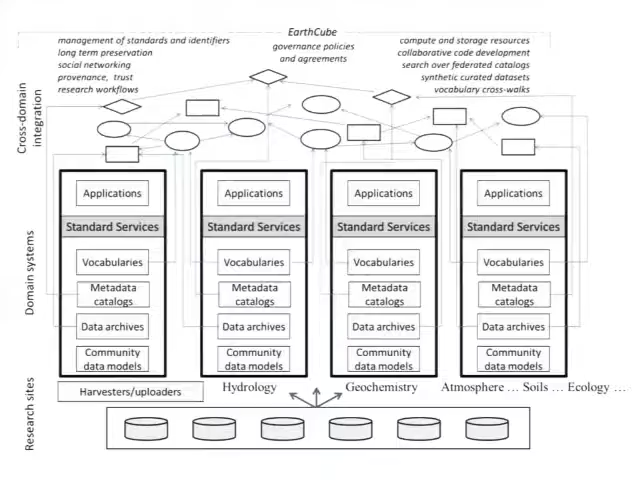 EarthCube
management of standards and identifiers
long term preservation
social networking
provenance, trust
research workflows
governance policies
and agreements
compute and storage resources
collaborative code development
search over federated catalogs
synthetic curated datasets
vocabulary cross-walks
Cross-domain
integration
Domain systems
Research sites
Applications
Standard Services
Vocabularies
Metadata
catalogs
Data archives
Community
data models
Applications
Standard Services
Vocabularies
Metadata
catalogs
Data archives
Community
data models
Applications
Standard Services
Vocabularies
Metadata
catalogs
Data archives
Community
data models
Applications
Standard Services
Vocabularies
Metadata
catalogs
Data archives
Community
data models
Harvesters/uploaders
Hydrology
Geochemistry
Atmosphere … Soils … Ecology …